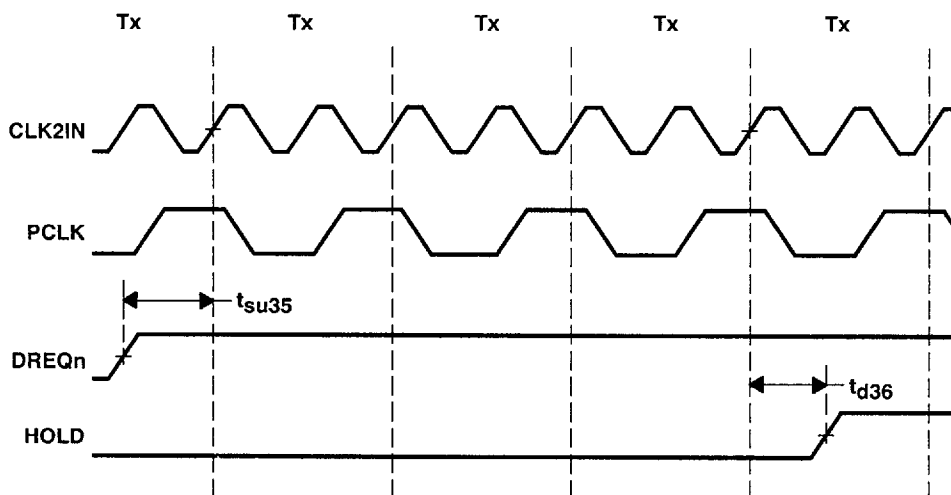 Tx Tx Tx Tx Tx
CLK2IN
PCLK
tsu35
DREQn
td36
HOLD